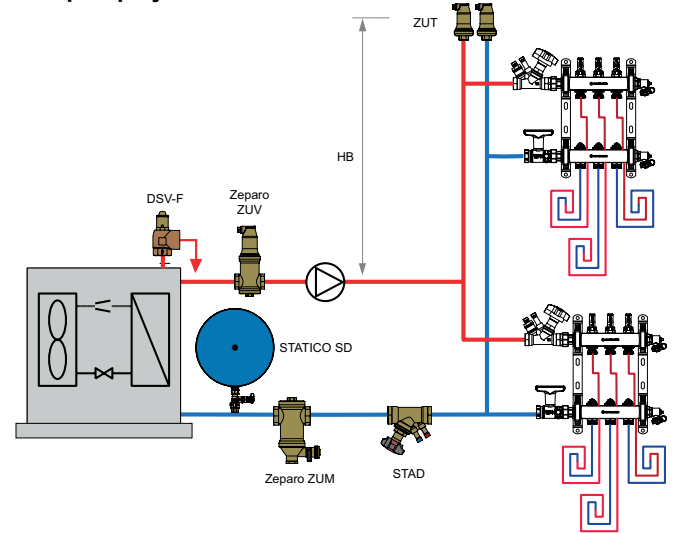 ZUT
HB
DSV-F
Zeparo
ZUV
STATICO SD
Zeparo ZUM
STAD